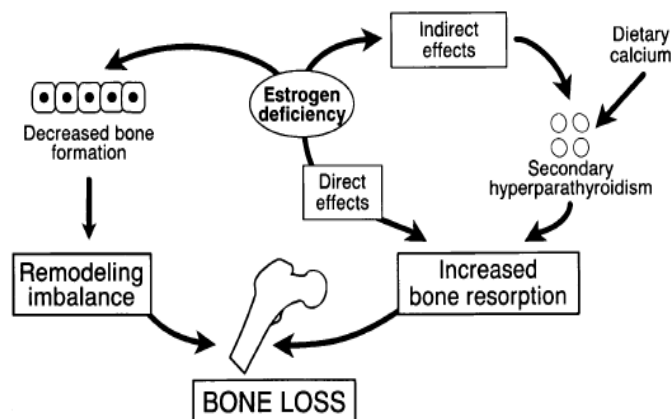 Indirect
effects
Dietary
calcium
Estrogen
deficiency
Decreased bone
formation
Direct
effects
Secondary
hyperparathyroidism
Remodeling
imbalance
Increased
bone resorption
BONE LOSS